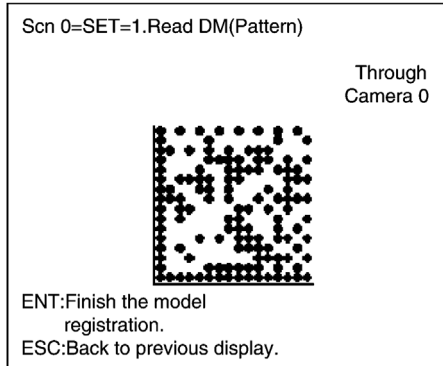 Scn 0=SET=1.Read DM(Pattern)
Through
Camera 0
ENT:Finish the model
registration.
ESC:Back to previous display.